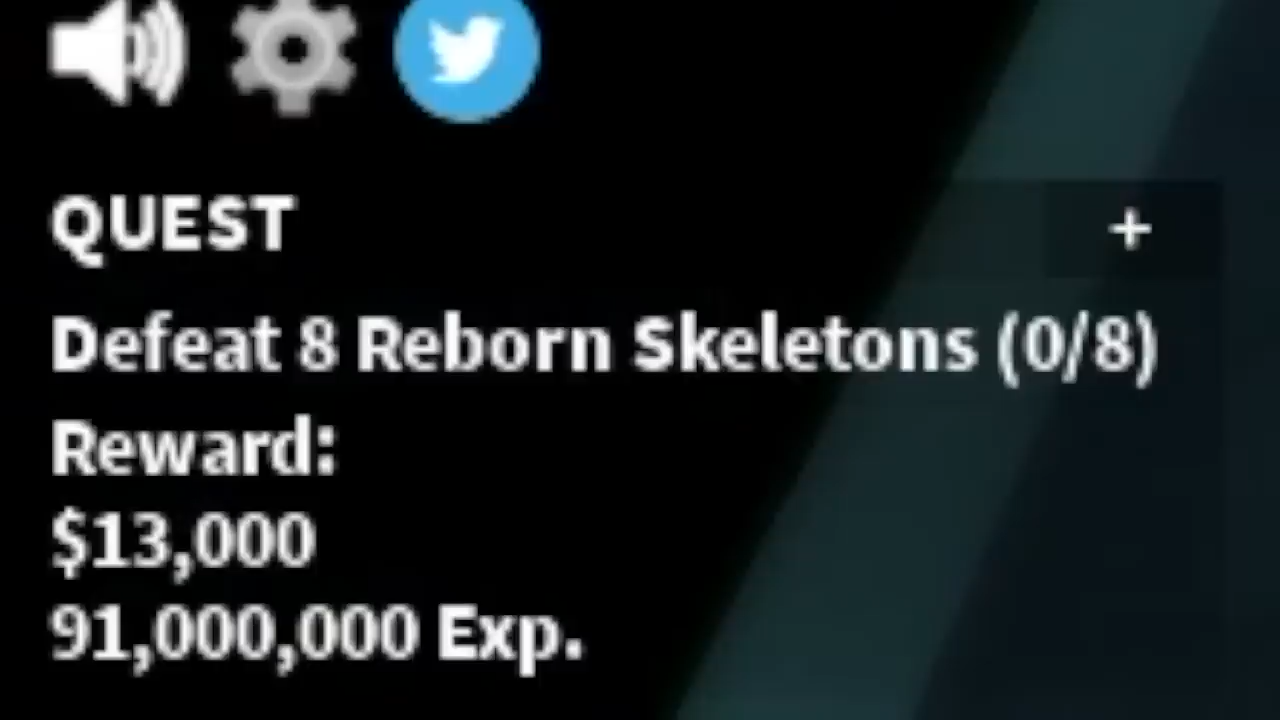 QUEST +
Defeat 8 Reborn Skeletons (0/8)
Reward:
$13,000
91,000,000 Exp.